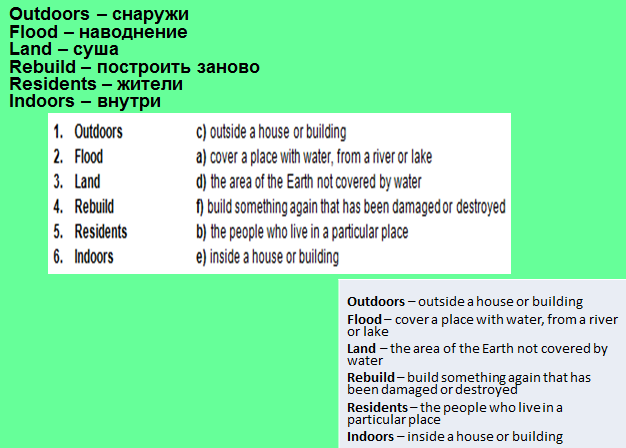 Outdoors – снаружи
Flood – наводнение
Land – суша
Rebuild – построить заново
Residents – жители
Indoors – внутри
1. Outdoors c) outside a house or building
2. Flood a) cover a place with water, from a river or lake
3. Land d) the area of the Earth not covered by water
4. Rebuild f) build something again that has been damaged or destroyed
5. Residents b) the people who live in a particular place
6. Indoors e) inside a house or building
Outdoors – outside a house or building
Flood – cover a place with water, from a river
or lake
Land – the area of the Earth not covered by
water
Rebuild – build something again that has
been damaged or destroyed
Residents – the people who live in a
particular place
Indoors – inside a house or building